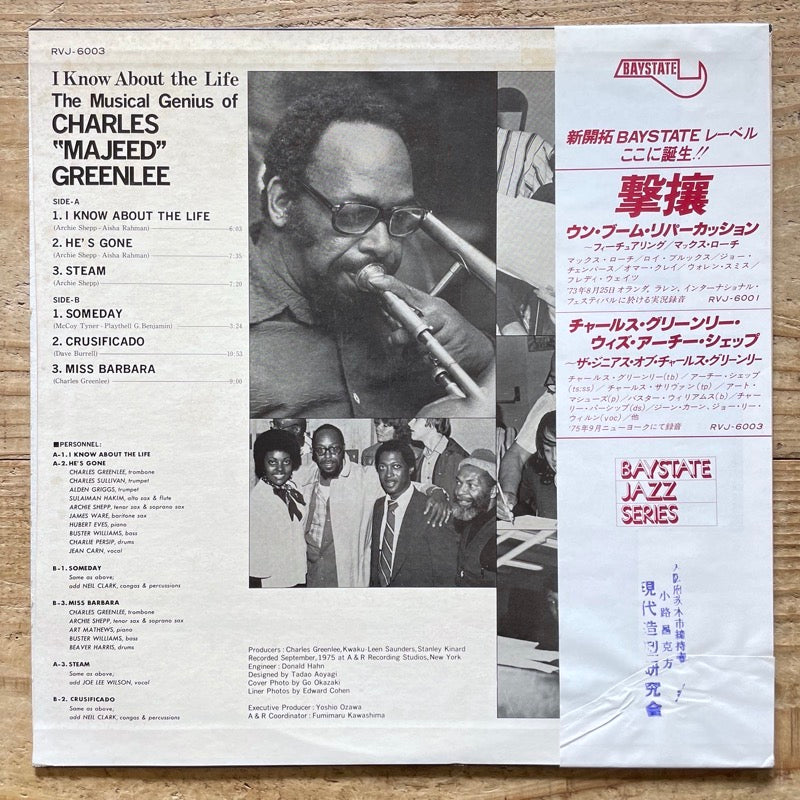 RVJ-6003
I Know About the Life
The Musical Genius of
CHARLES
"MAJEED"
GREENLEE
SIDE-A
1. I KNOW ABOUT THE LIFE
(Archie Shepp - Aisha Rahman) 6:03
2. HE'S GONE
(Archie Shepp - Aisha Rahman) 7:35
3. STEAM
(Archie Shepp) 7:20
SIDE-B
1. SOMEDAY
(McCoy Tyner - Playthell G. Benjamin) 3:24
2. CRUSIFICADO
(Dave Burrell) 10:53
3. MISS BARBARA
(Charles Greenlee) 9:00
■PERSONNEL:
A-1. I KNOW ABOUT THE LIFE
A-2. HE'S GONE
CHARLES GREENLEE, trombone
CHARLES SULLIVAN, trumpet
ALDEN GRIGGS, trumpet
SULAIMAN HAKIM, alto sax & flute
ARCHIE SHEPP, tenor sax & soprano sax
JAMES WARE, baritone sax
HUBERT EVES, piano
BUSTER WILLIAMS, bass
CHARLIE PERSIP, drums
JEAN CARN, vocal
B-1. SOMEDAY
Same as above;
add NEIL CLARK, congas & percussions
B-3. MISS BARBARA
CHARLES GREENLEE, trombone
ARCHIE SHEPP, tenor sax & soprano sax
ART MATHEWS, piano
BUSTER WILLIAMS, bass
BEAVER HARRIS, drums
A-3. STEAM
Same as above;
add JOE LEE WILSON, vocal
B-2. CRUSIFICADO
Same as above;
add NEIL CLARK, congas & percussions
Producers : Charles Greenlee, Kwaku-Leen Saunders, Stanley Kinard
Recorded September, 1975 at A & R Recording Studios, New York
Engineer : Donald Hahn
Designed by Tadao Aoyagi
Cover Photo by Go Okazaki
Liner Photos by Edward Cohen
Executive Producer : Yoshio Ozawa
A & R Coordinator : Fumimaru Kawashima
BAYSTATE
新開拓 BAYSTATE レーベル
ここに誕生!!
撃攘
ウン・ブーム・リパーカッション
〜フィーチュアリング/マックス・ローチ
マックス・ローチ/ロイ・ブルックス/ジョー・
チェンバース/オマー・クレイ/ウォレン・スミス/
フレディ・ウェイツ
'73年8月25日オランダ、ラレン、インターナショナル・
フェスティバルに於ける実況録音 RVJ-6001
チャールス・グリーンリー・
ウィズ・アーチー・シェップ
〜ザ・ジニアス・オブ・チャールス・グリーンリー
チャールス・グリーンリー(tb)/アーチー・シェップ
(ts:ss)/チャールス・サリヴァン(tp)/アート・
マシューズ(p)/バスター・ウィリアムス(b)/チャー
リー・パーシップ(ds)/ジーン・カーン、ジョー・リー・
ウィルソン(voc)/他
'75年9月ニューヨークにて録音 RVJ-6003
BAYSTATE
JAZZ
SERIES
府茨木市
小路昌克方
現代造型研究会